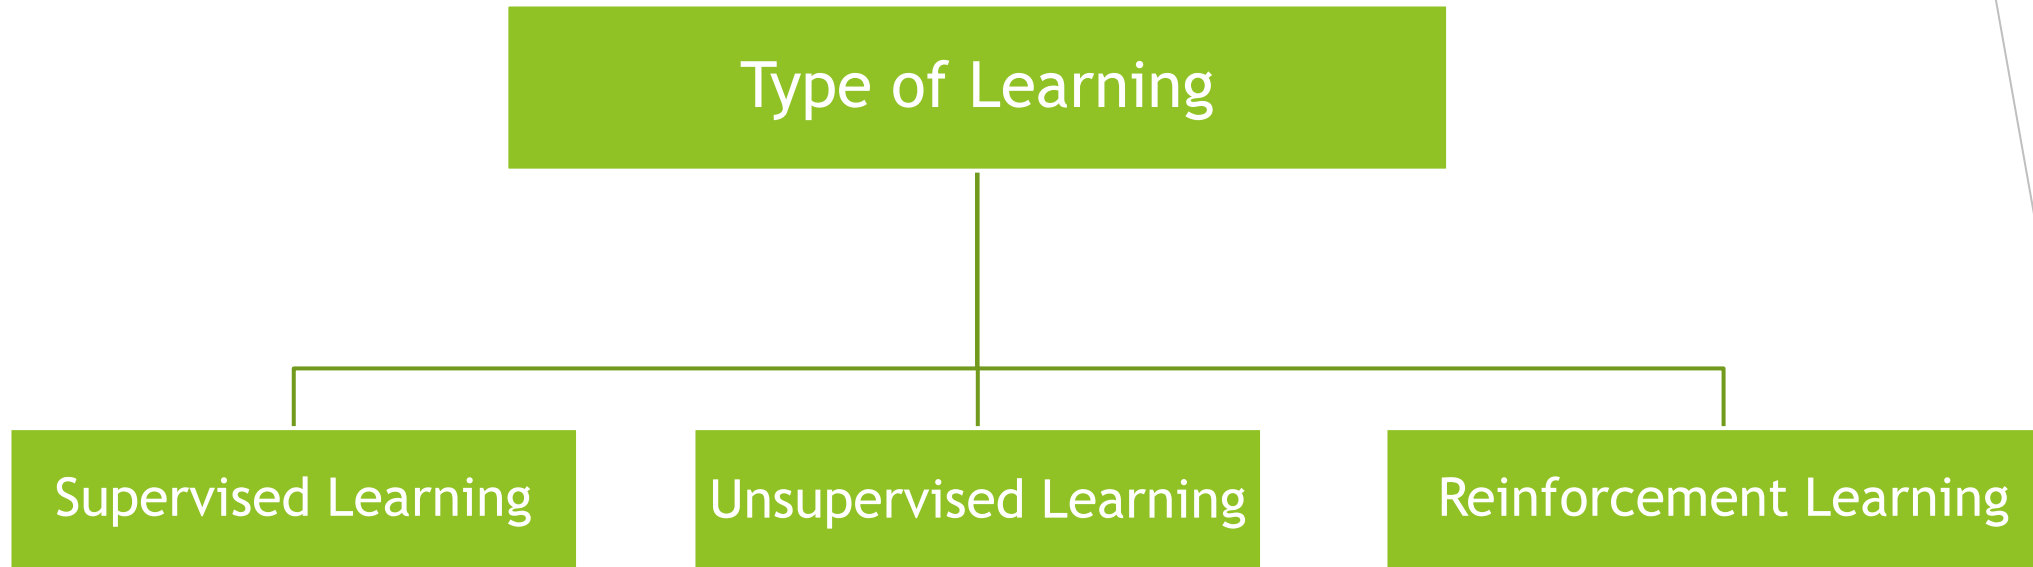 Type of Learning
Supervised Learning
Unsupervised Learning
Reinforcement Learning